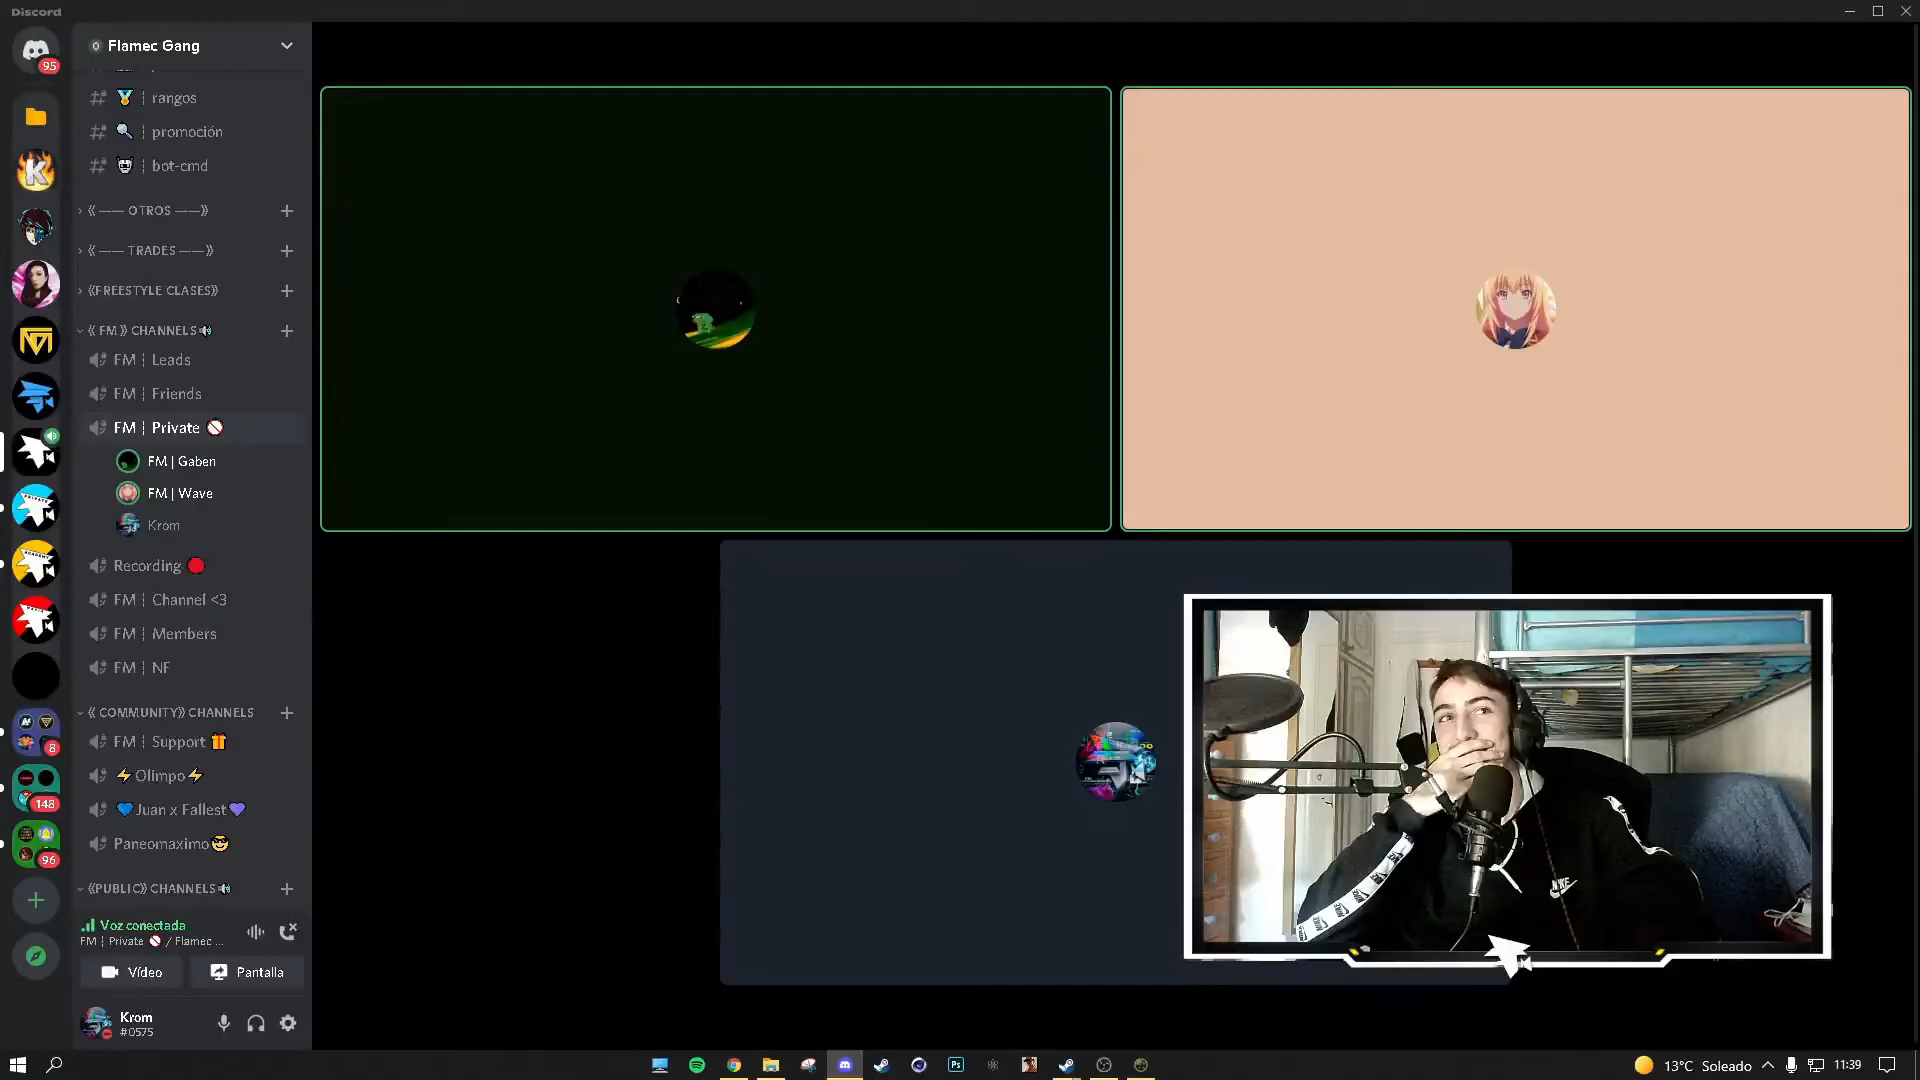 Discord
Flamec Gang
95
rangos
promoción
bot-cmd
《 —— OTROS ——》
《 —— TRADES ——》
《FREESTYLE CLASES》
《 FM 》 CHANNELS🔊
FM ¦ Leads
FM ¦ Friends
FM ¦ Private 🚫
FM | Gaben
FM | Wave
Krom
Recording 🔴
FM ¦ Channel <3
FM ¦ Members
FM ¦ NF
《 COMMUNITY》 CHANNELS
FM ¦ Support 🎁
8
⚡Olimpo⚡
148
💙Juan x Fallest💜
Paneomaximo😎
96
《PUBLIC》 CHANNELS🔊
Voz conectada
FM ¦ Private 🚫 / Flamec ...
Vídeo
Pantalla
Krom
#0575
NIKE
13°C Soleado
11:39
K
Ps